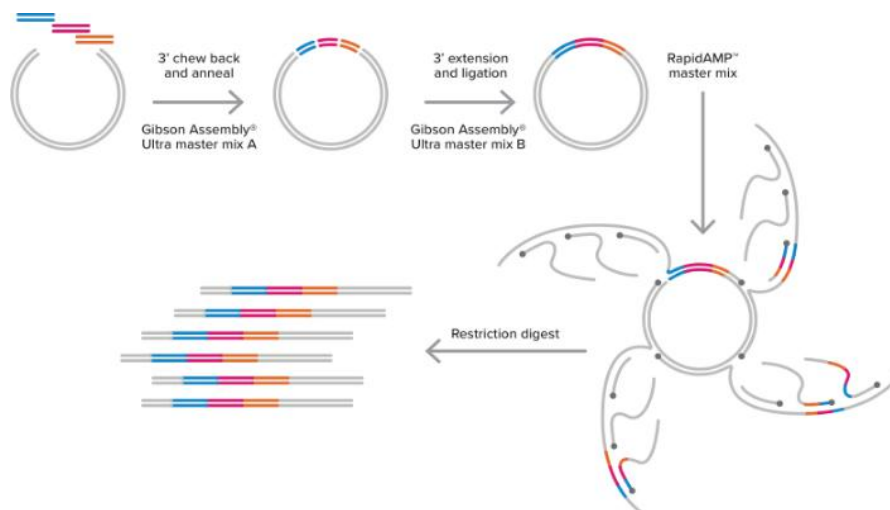 3' chew back
and anneal
Gibson Assembly®
Ultra master mix A
3' extension
and ligation
Gibson Assembly®
Ultra master mix B
RapidAMP™
master mix
Restriction digest